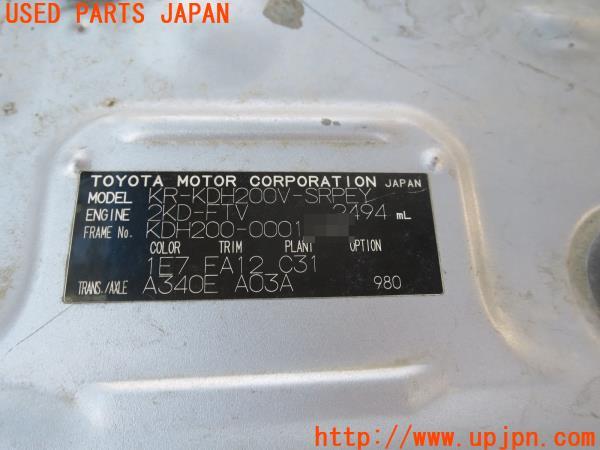 USED PARTS JAPAN
TOYOTA MOTOR CORPORATION JAPAN
MODEL KR-KDH200V-SRPEY
ENGINE 2KD-FTV 2494 mL
FRAME No. KDH200-0001
COLOR TRIM PLANT OPTION
1E7 EA12 C31
TRANS./AXLE A340E A03A 980
http://www.upjpn.com/